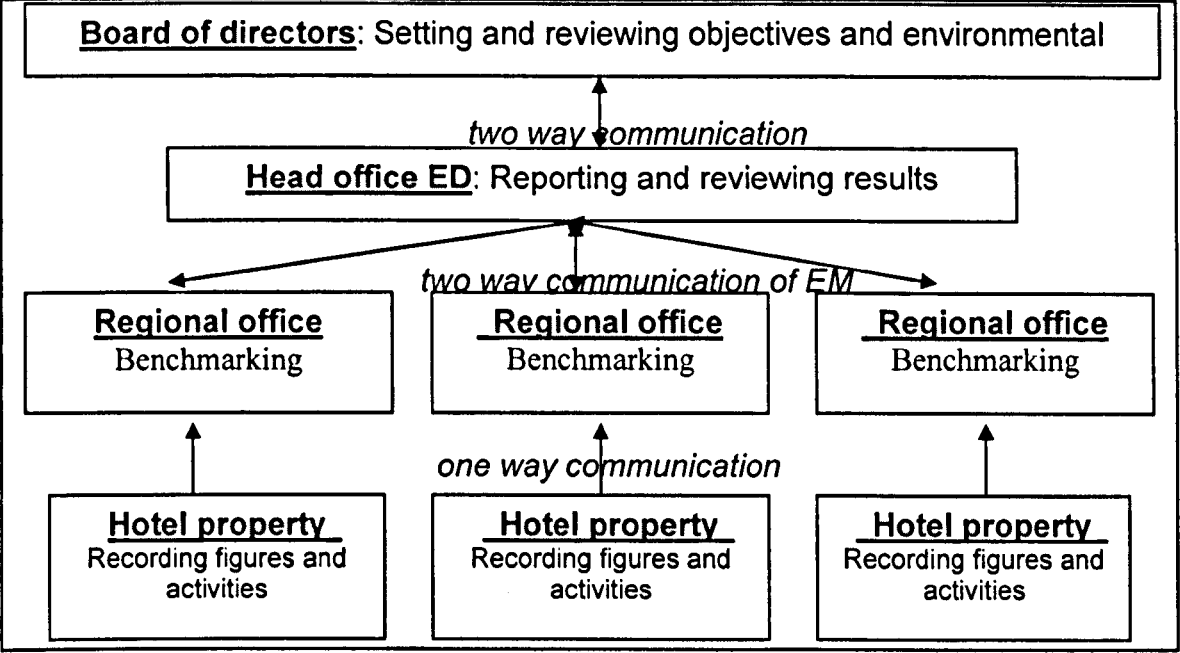 Board of directors: Setting and reviewing objectives and environmental
two way communication
Head office ED: Reporting and reviewing results
two way communication of EM
Regional office
Benchmarking
Regional office
Benchmarking
Regional office
Benchmarking
one way communication
Hotel property
Recording figures and
activities
Hotel property
Recording figures and
activities
Hotel property
Recording figures and
activities